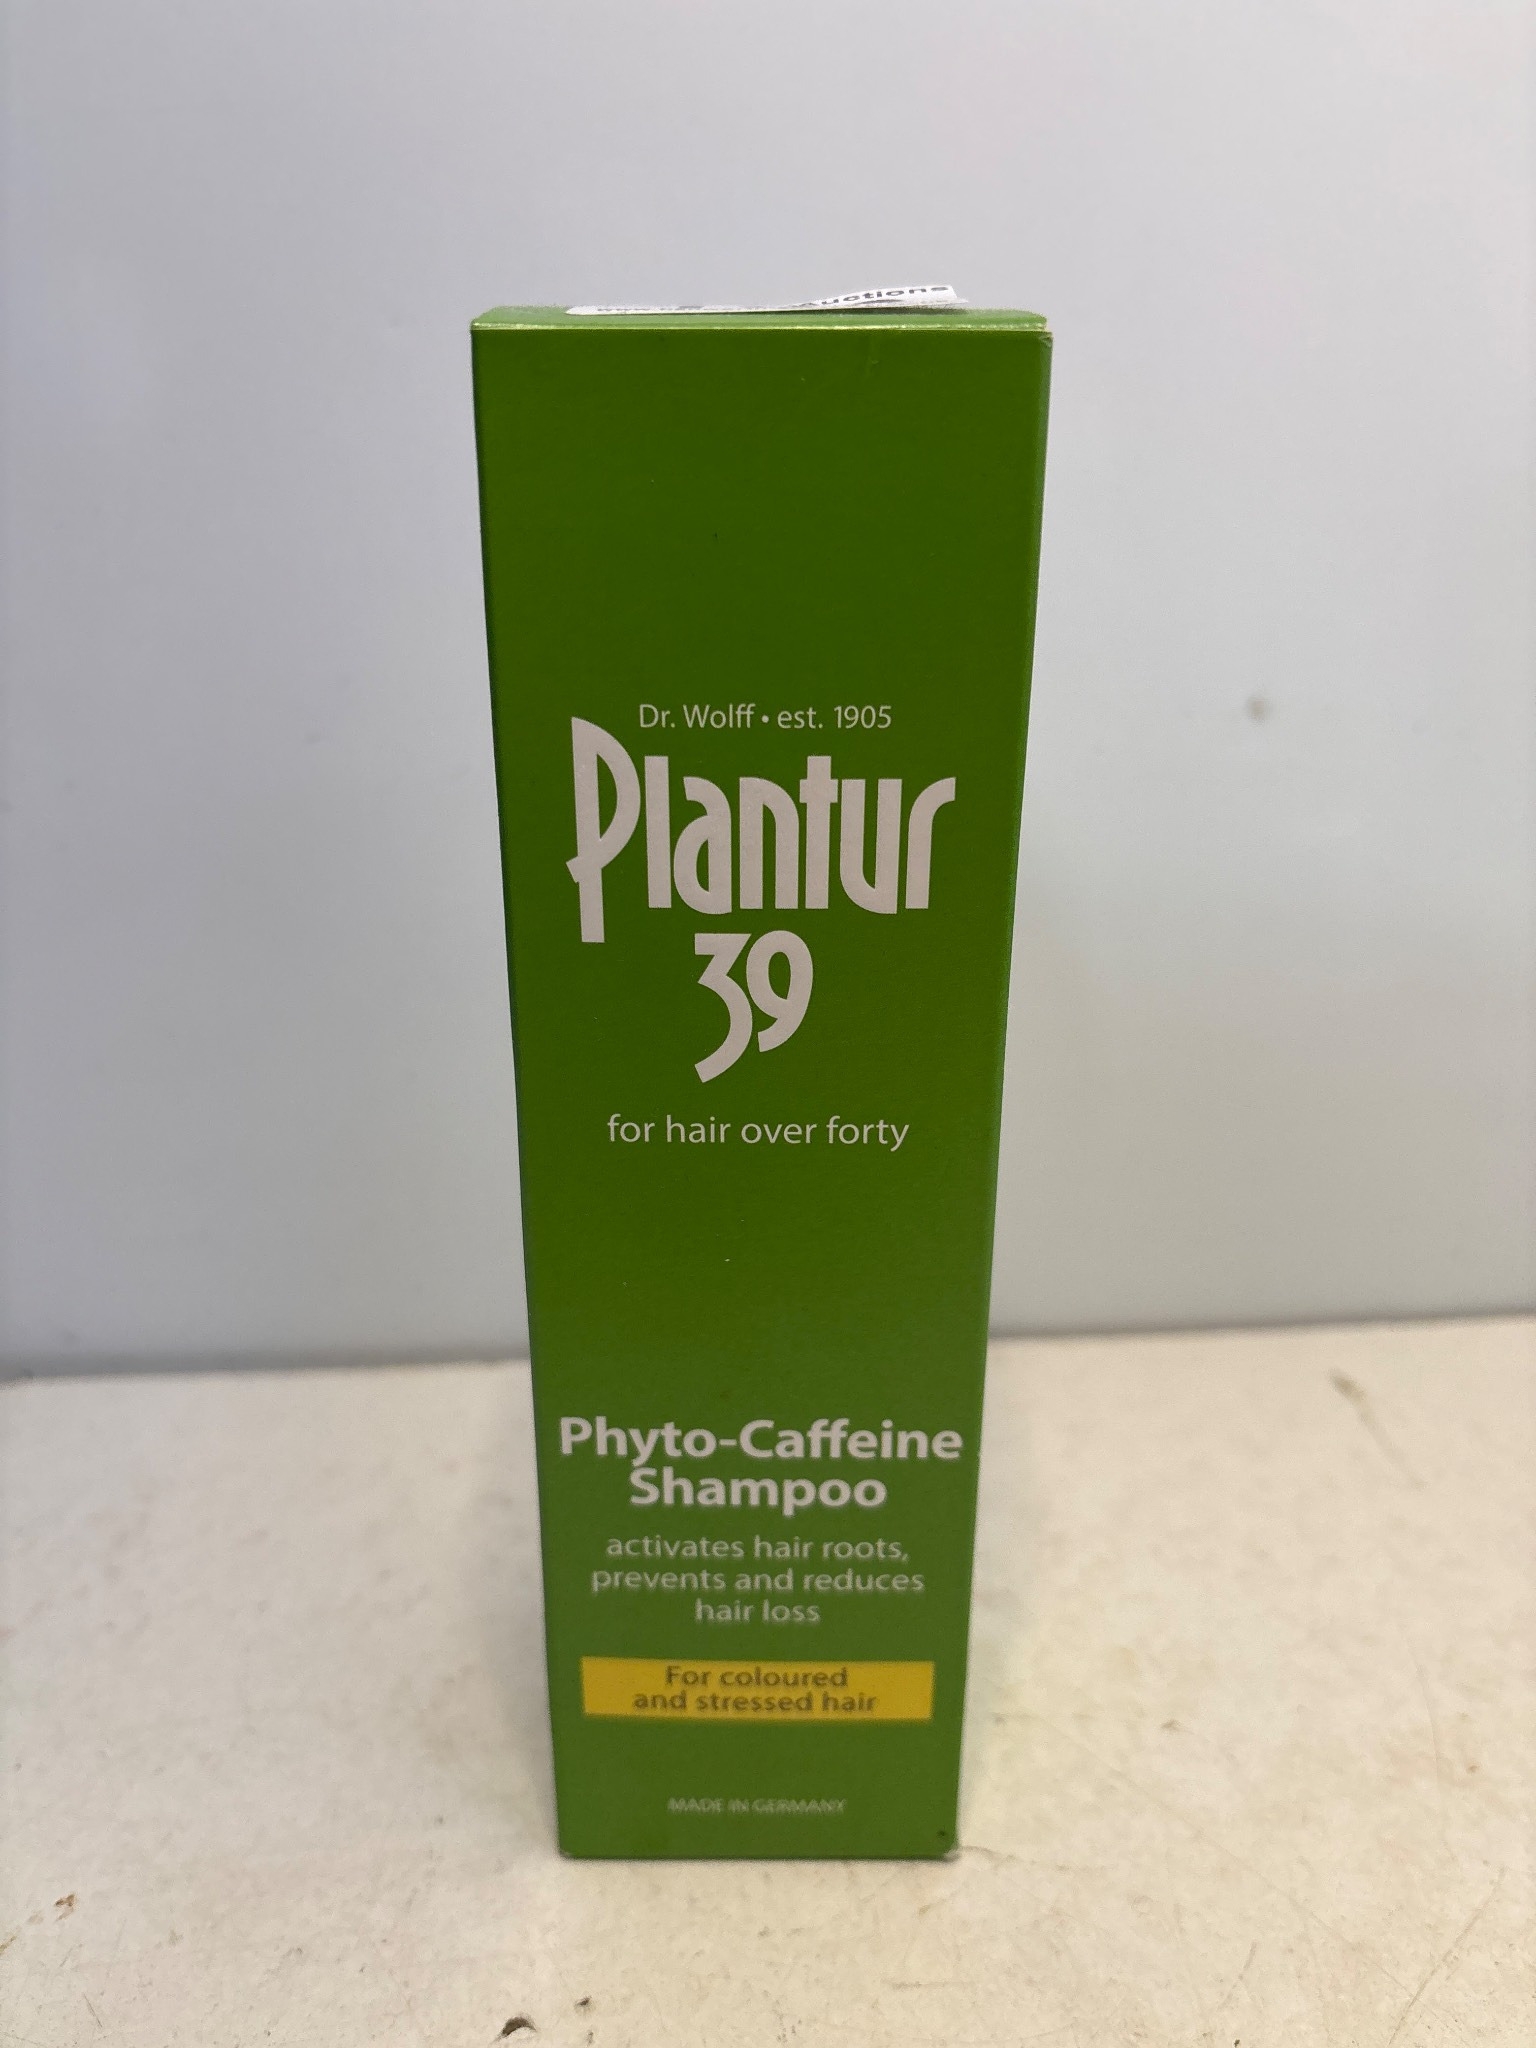 Auctions
Dr. Wolff • est. 1905
Plantur
39
for hair over forty
Phyto-Caffeine
Shampoo
activates hair roots,
prevents and reduces
hair loss
For coloured
and stressed hair
MADE IN GERMANY